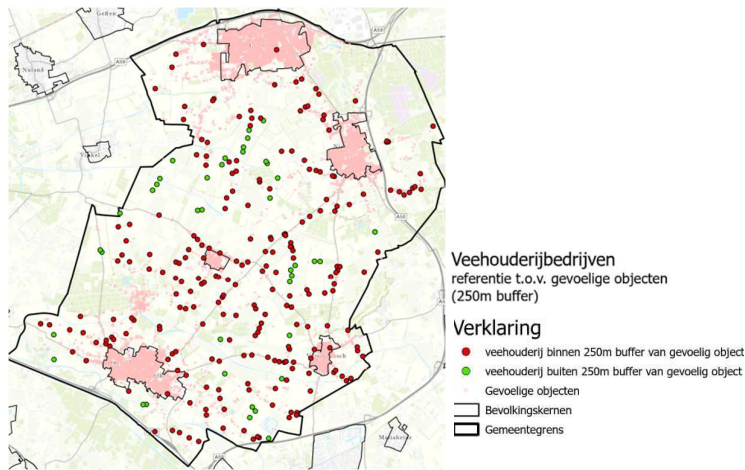 Geffen
A59
A50
Nuland
Vinkel
A50
Veehouderijbedrijven
referentie t.o.v. gevoelige objecten
(250m buffer)
Verklaring
veehouderij binnen 250m buffer van gevoelig object
veehouderij buiten 250m buffer van gevoelig object
Gevoelige objecten
Bevolkingskernen
Gemeentegrens